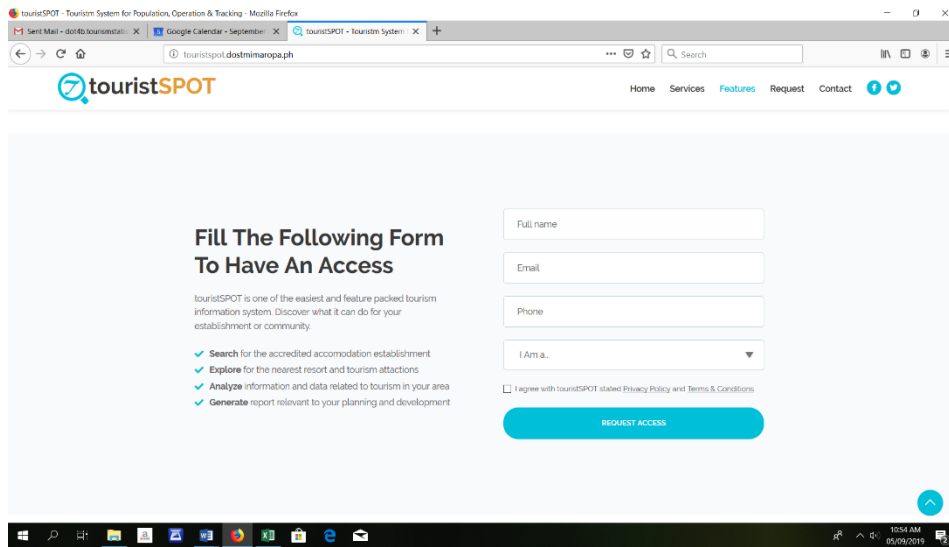 touristSPOT - Touristm System for Population, Operation & Tracking - Mozilla Firefox
Sent Mail - dot4b.tourismstatis
Google Calendar - September
touristSPOT - Touristm System
touristspot.dostmimaropa.ph
Search
touristSPOT
Home Services Features Request Contact
Fill The Following Form
To Have An Access
touristSPOT is one of the easiest and feature packed tourism
information system. Discover what it can do for your
establishment or community.
Search for the accredited accomodation establishment
Explore for the nearest resort and tourism attactions
Analyze information and data related to tourism in your area
Generate report relevant to your planning and development
Full name
Email
Phone
I Am a..
I agree with touristSPOT stated Privacy Policy and Terms & Conditions
REQUEST ACCESS
10:54 AM
05/09/2019